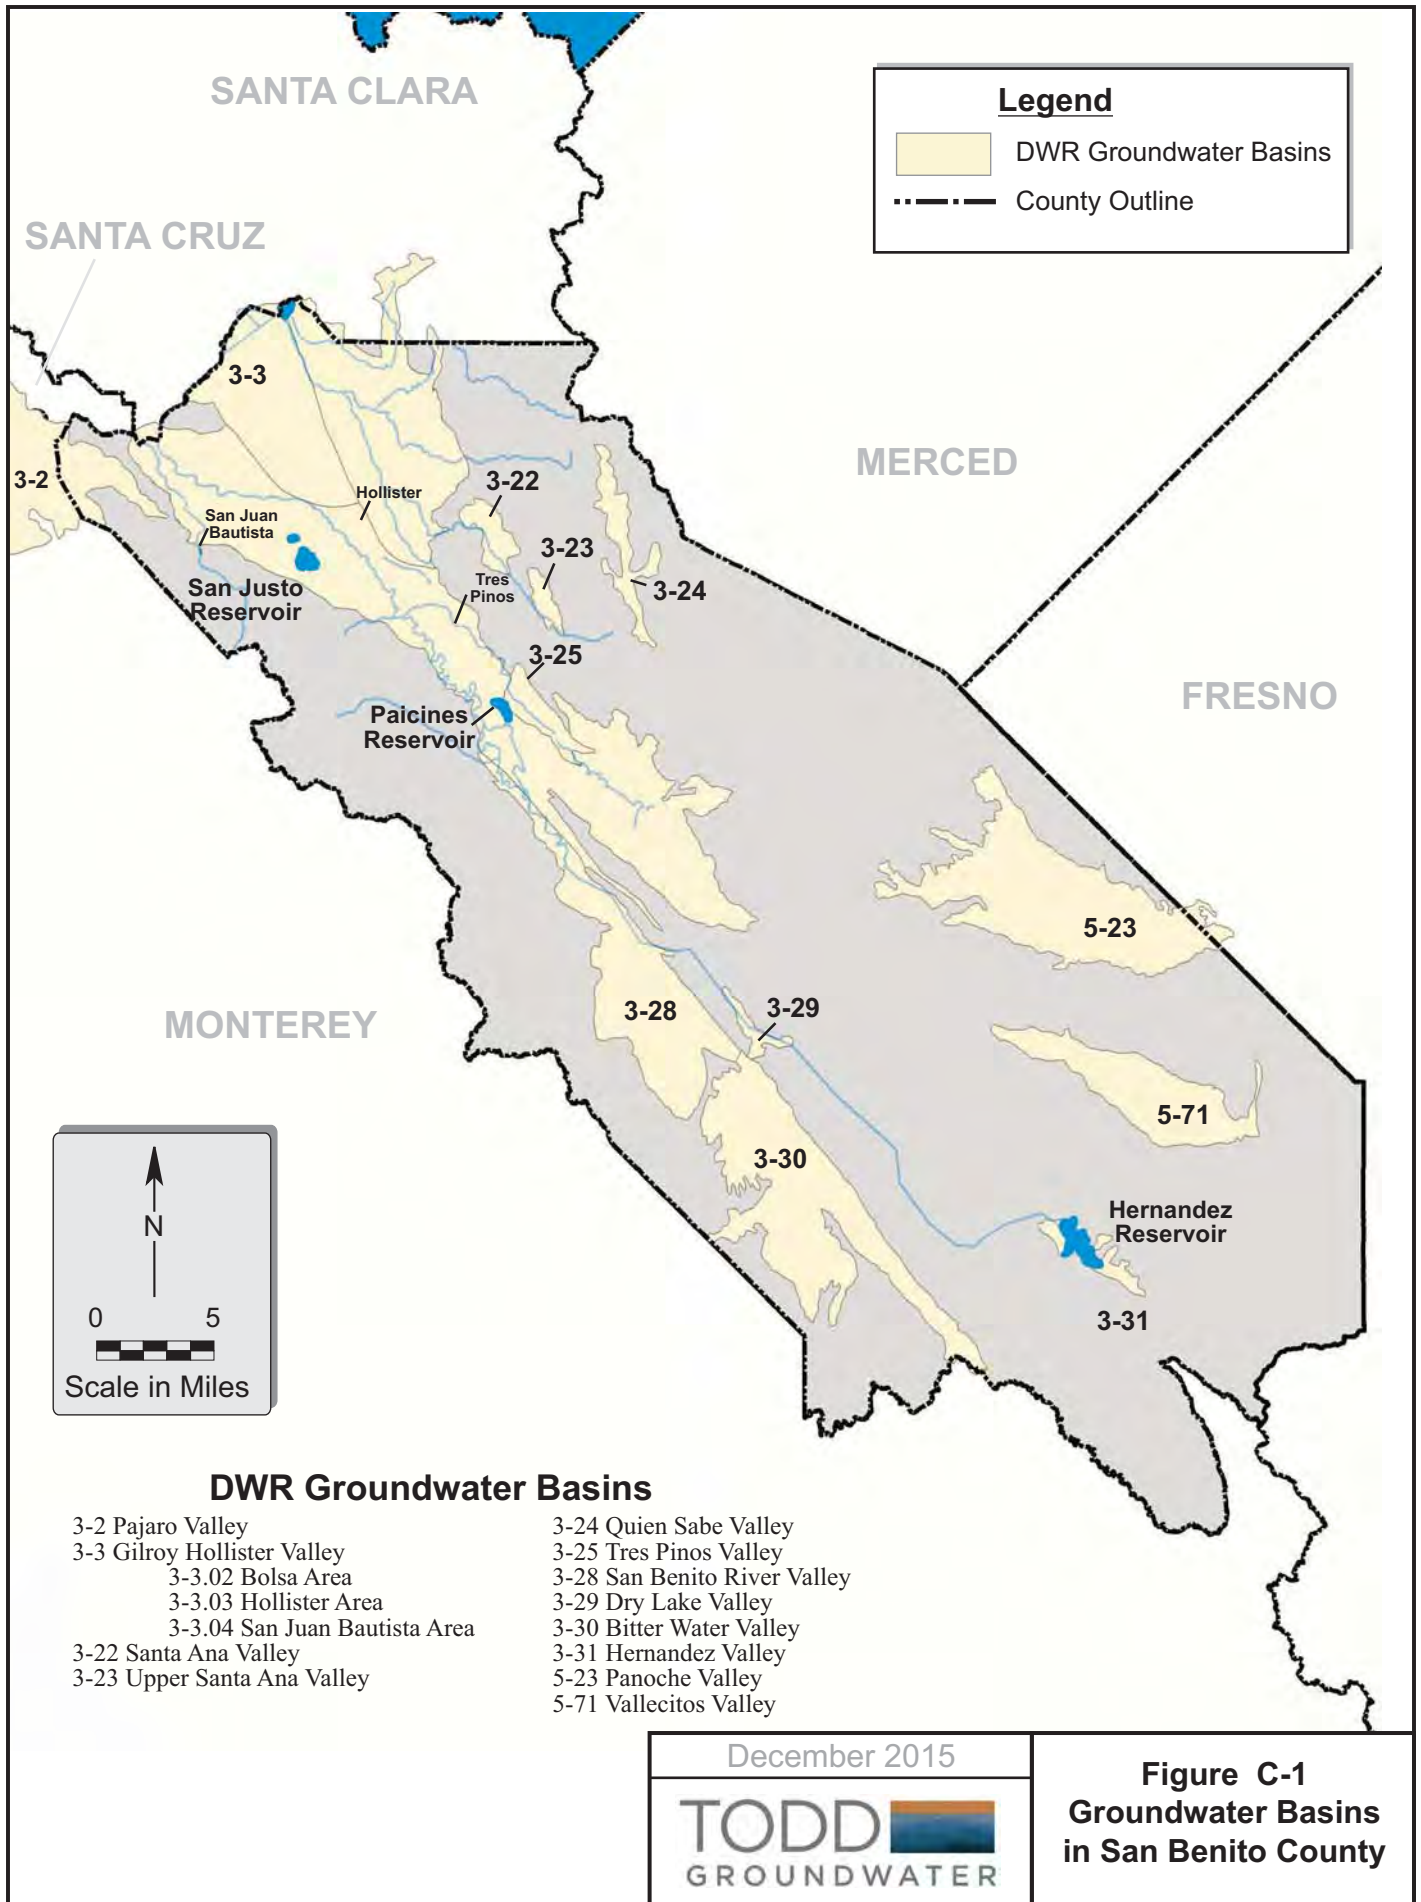 SANTA CLARA
Legend
DWR Groundwater Basins
County Outline
SANTA CRUZ
3-3
MERCED
3-2
Hollister
3-22
San Juan
Bautista
3-23
Tres
Pinos
3-24
San Justo
Reservoir
3-25
FRESNO
Paicines
Reservoir
5-23
3-28
3-29
MONTEREY
5-71
3-30
Hernandez
Reservoir
3-31
N
0 5
Scale in Miles
DWR Groundwater Basins
3-2 Pajaro Valley
3-3 Gilroy Hollister Valley
3-3.02 Bolsa Area
3-3.03 Hollister Area
3-3.04 San Juan Bautista Area
3-22 Santa Ana Valley
3-23 Upper Santa Ana Valley
3-24 Quien Sabe Valley
3-25 Tres Pinos Valley
3-28 San Benito River Valley
3-29 Dry Lake Valley
3-30 Bitter Water Valley
3-31 Hernandez Valley
5-23 Panoche Valley
5-71 Vallecitos Valley
December 2015
TODD
GROUNDWATER
Figure C-1
Groundwater Basins
in San Benito County